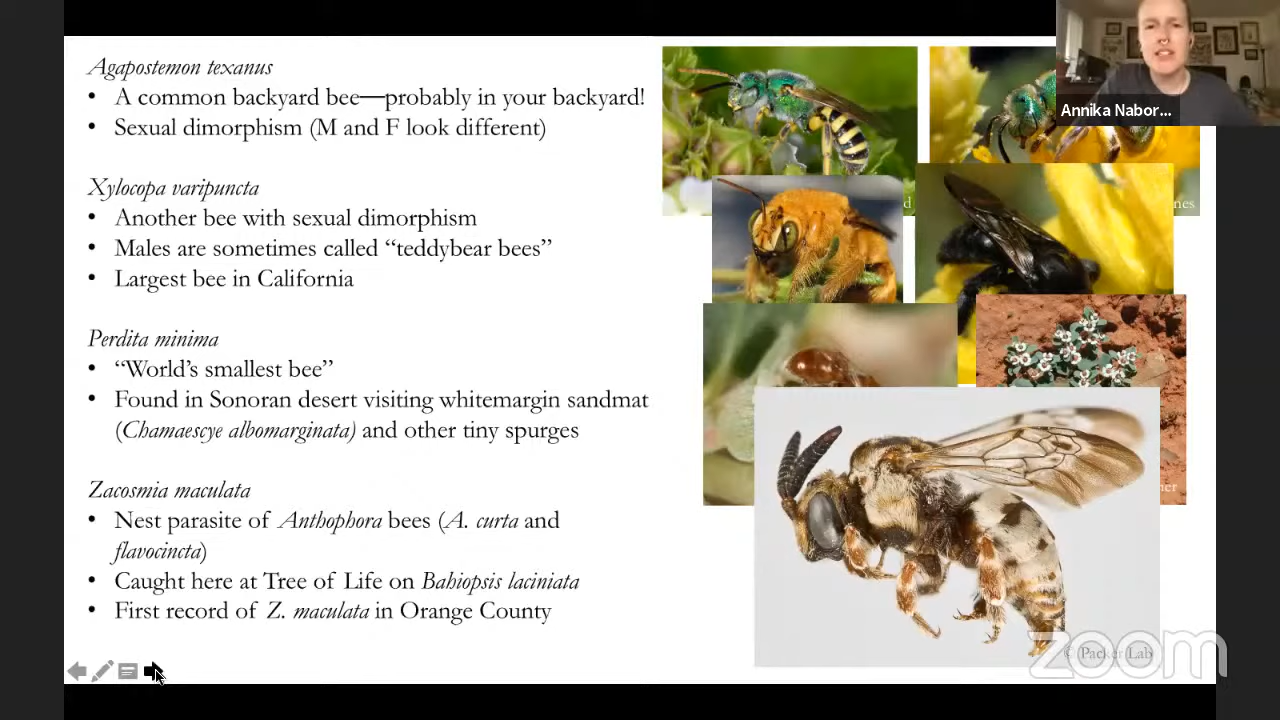 Agapostemon texanus
• A common backyard bee—probably in your backyard!
• Sexual dimorphism (M and F look different)
Xylocopa varipuncta
• Another bee with sexual dimorphism
• Males are sometimes called “teddybear bees”
• Largest bee in California
Perdita minima
• “World’s smallest bee”
• Found in Sonoran desert visiting whitemargin sandmat
(Chamaescye albomarginata) and other tiny spurges
Zacosmia maculata
• Nest parasite of Anthophora bees (A. curta and
flavocincta)
• Caught here at Tree of Life on Bahiopsis laciniata
• First record of Z. maculata in Orange County
Annika Nabor...
© Packer Lab
zoom